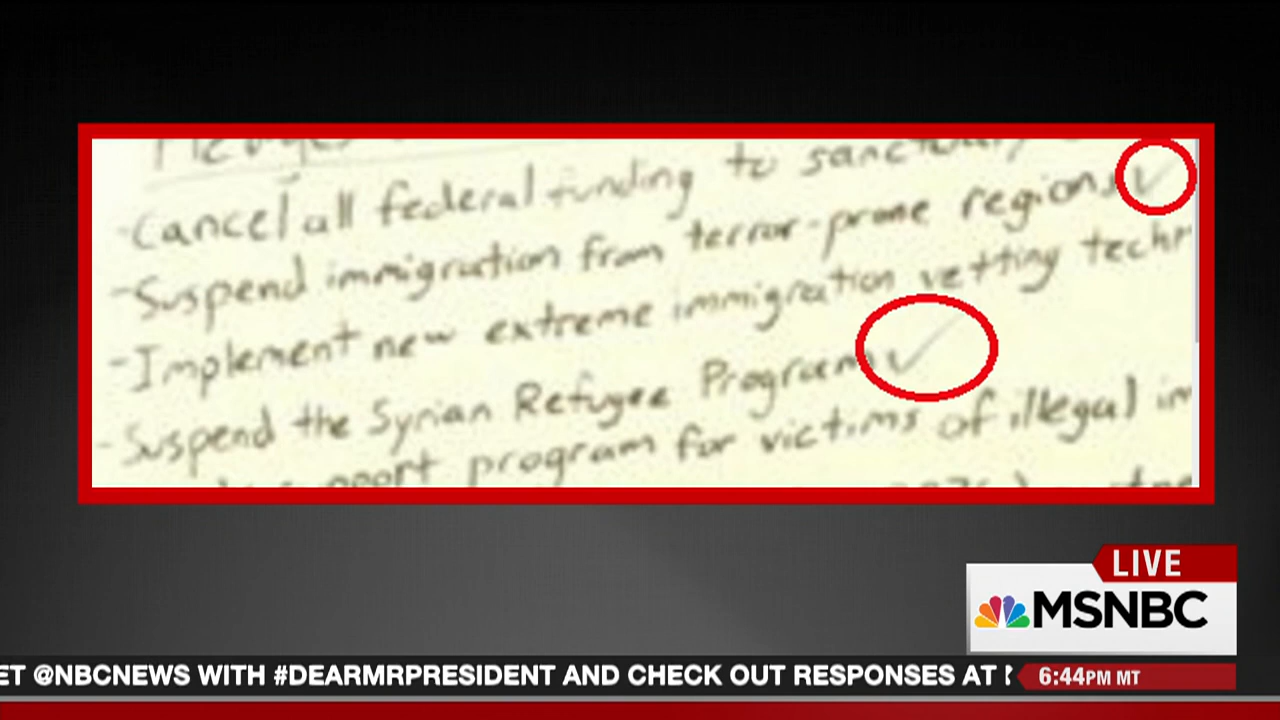 Pledges
-Cancel all federal funding to sanctuary
-Suspend immigration from terror-prone regions ✓
-Implement new extreme immigration vetting techn
-Suspend the Syrian Refugee Program ✓
support program for victims of illegal im
LIVE
MSNBC
ET @NBCNEWS WITH #DEARMRPRESIDENT AND CHECK OUT RESPONSES AT
6:44PM MT